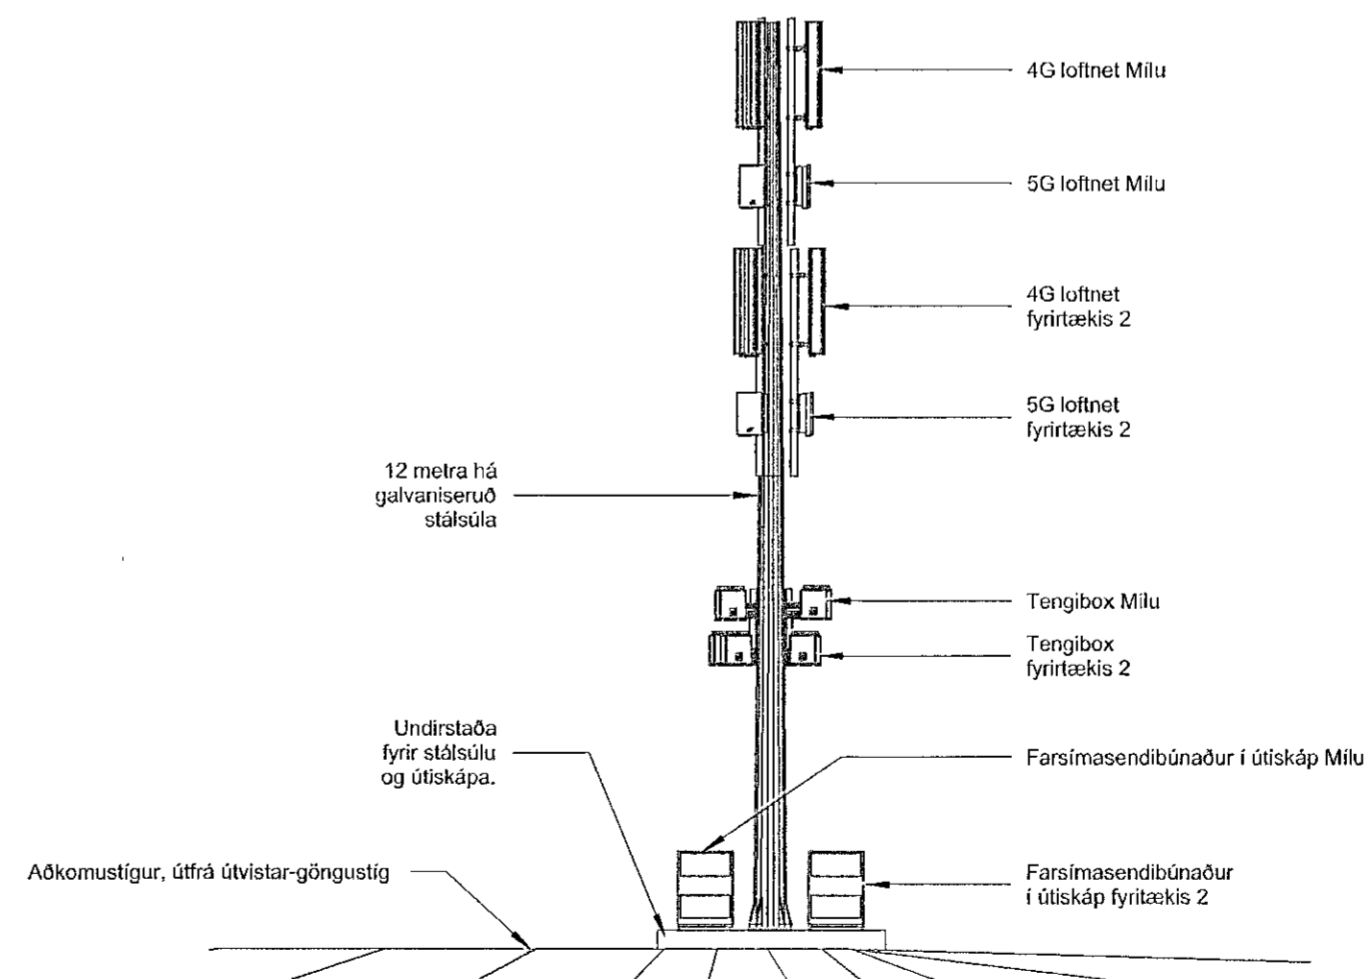 4G loftnet Mílu
5G loftnet Mílu
4G loftnet
fyrirtækis 2
5G loftnet
fyrirtækis 2
12 metra há
galvaniseruð
stálsúla
Tengibox Mílu
Tengibox
fyrirtækis 2
Undirstaða
fyrir stálsúlu
og útiskápa.
Farsímasendibúnaður í útiskáp Mílu
Aðkomustígur, útfrá útvistar-göngustíg
Farsímasendibúnaður
í útiskáp fyritækis 2